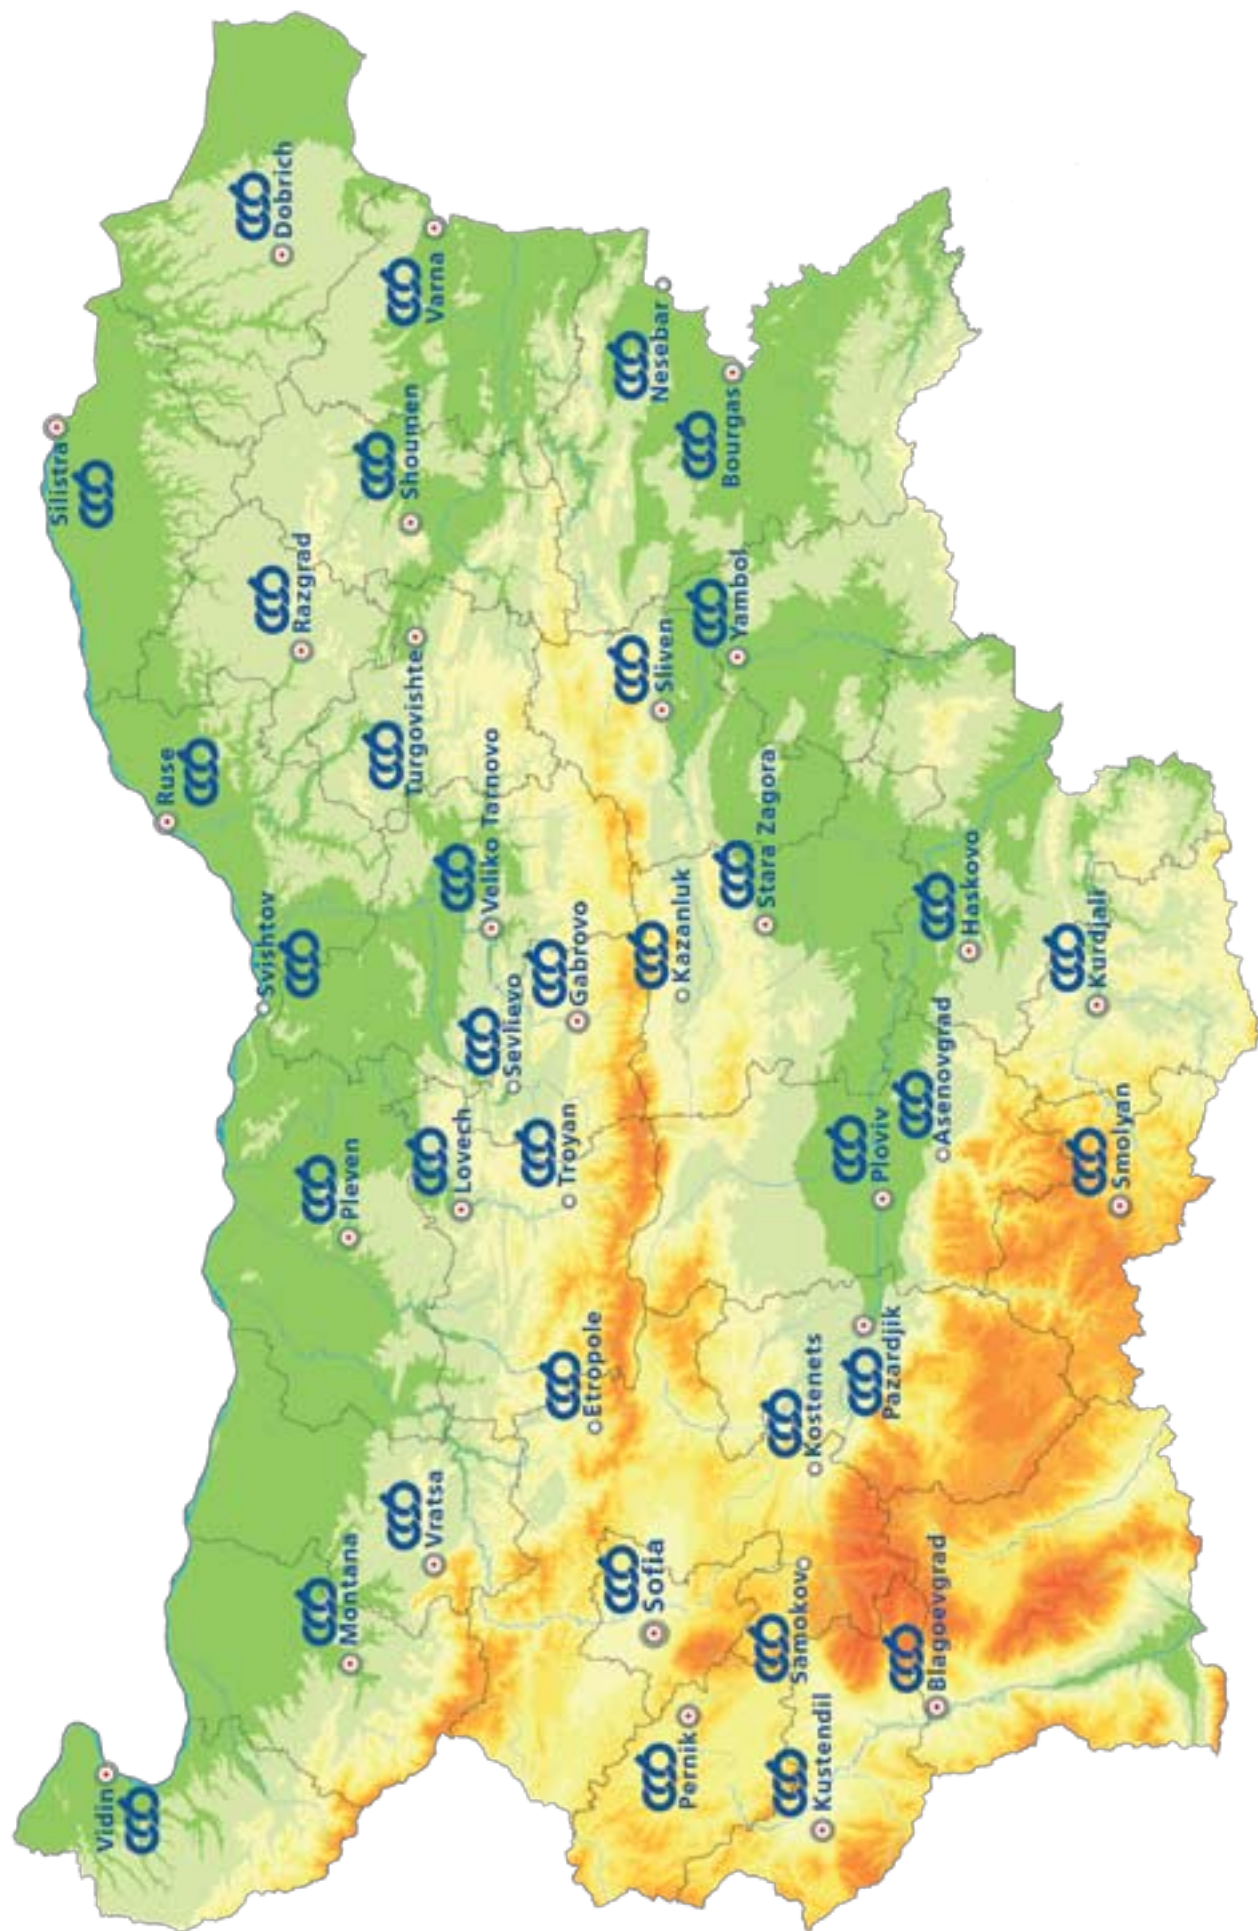 Vidin
Silistra
Ruse
Svishtov
Dobrich
Razgrad
Montana
Pleven
Varna
Shoumen
Turgovishte
Vratsa
Lovech
Veliko Tarnovo
Sevlievo
Troyan
Gabrovo
Etropole
Nesebar
Sliven
Kazanluk
Sofia
Pernik
Bourgas
Yambol
Stara Zagora
Samokov
Kostenets
Kustendil
Ploviv
Pazardjik
Asenovgrad
Blagoevgrad
Haskovo
Kurdjali
Smolyan